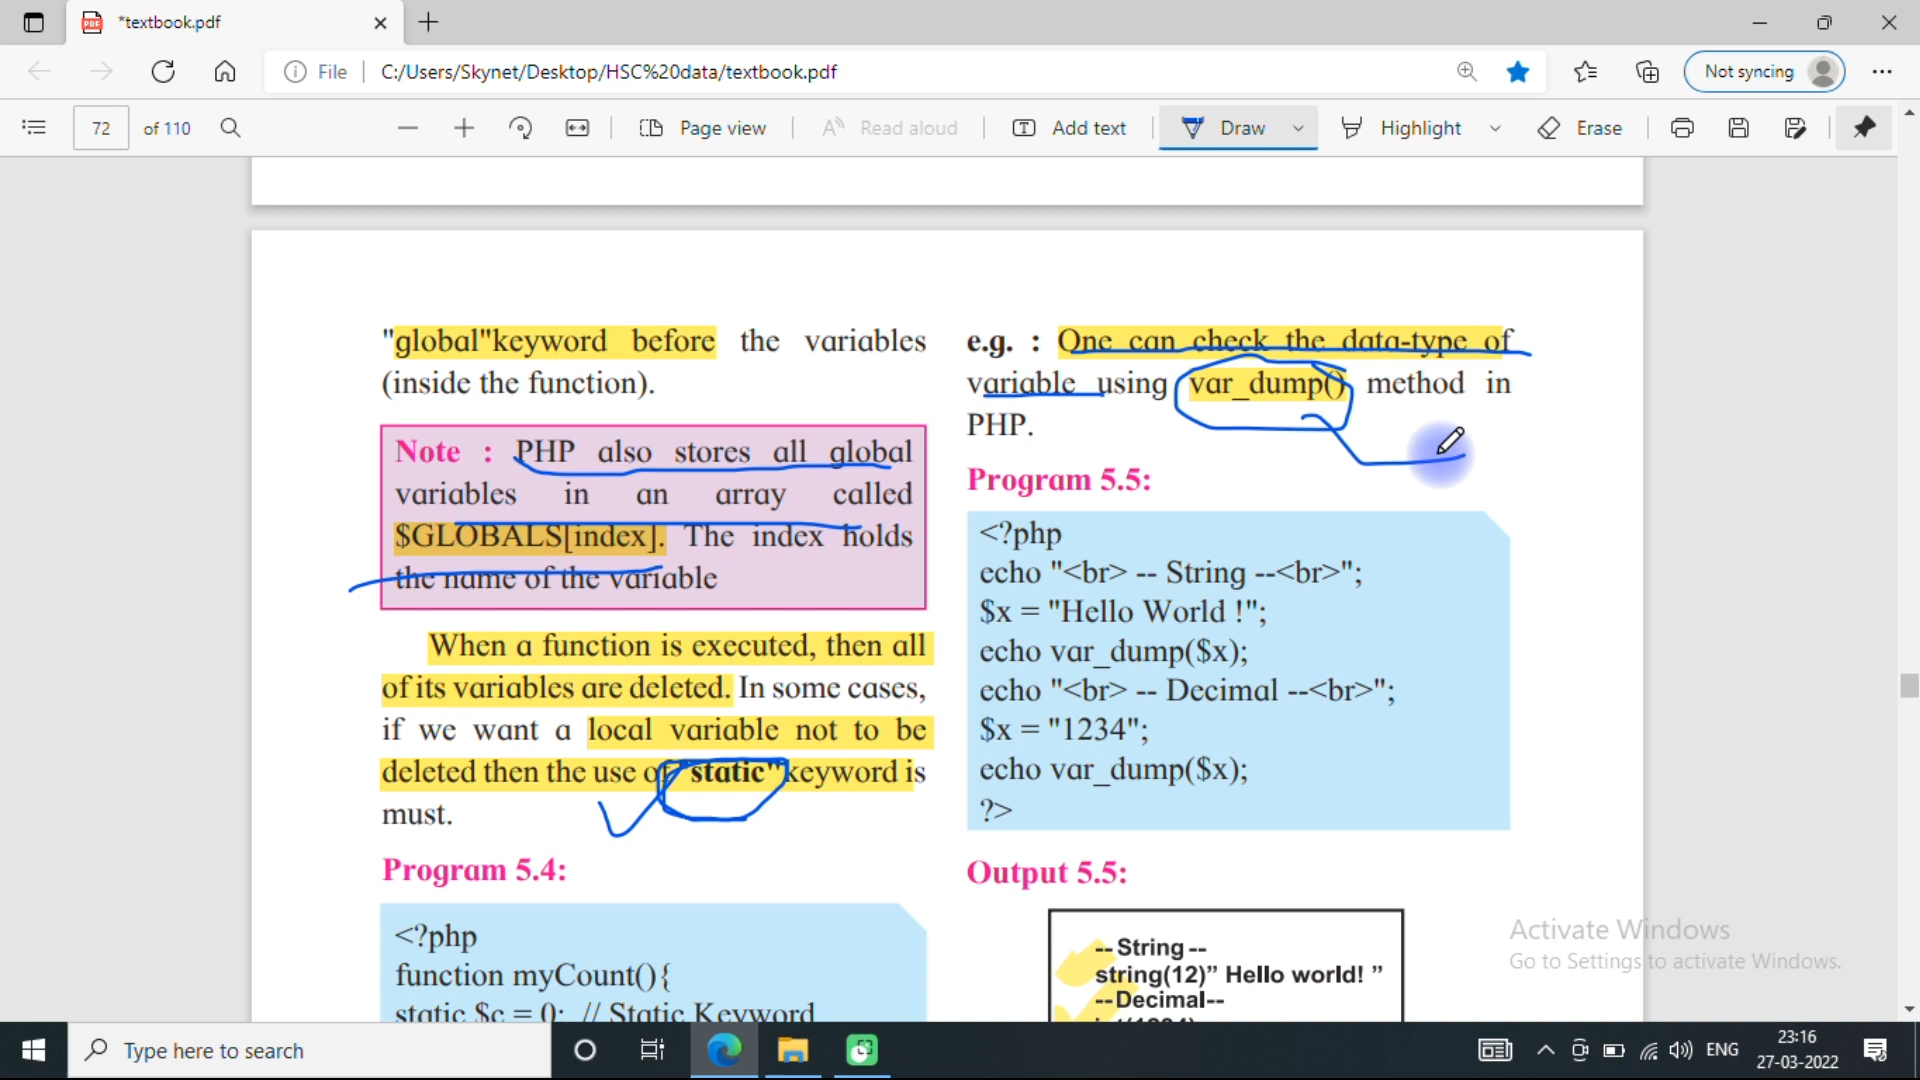 *textbook.pdf
File
C:/Users/Skynet/Desktop/HSC%20data/textbook.pdf
Not syncing
72
of 110
Page view
Read aloud
Add text
Draw
Highlight
Erase
"global"keyword before the variables
(inside the function).
Note : PHP also stores all global
variables in an array called
$GLOBALS[index]. The index holds
the name of the variable
When a function is executed, then all
of its variables are deleted. In some cases,
if we want a local variable not to be
deleted then the use of "static"keyword is
must.
Program 5.4:
<?php
function myCount(){
static $c = 0; // Static Keyword
e.g. : One can check the data-type of
variable using var_dump() method in
PHP.
Program 5.5:
<?php
echo "<br> -- String --<br>";
$x = "Hello World !";
echo var_dump($x);
echo "<br> -- Decimal --<br>";
$x = "1234";
echo var_dump($x);
?>
Output 5.5:
-- String --
string(12)” Hello world! ”
--Decimal--
Activate Windows
Go to Settings to activate Windows.
Type here to search
ENG
23:16
27-03-2022